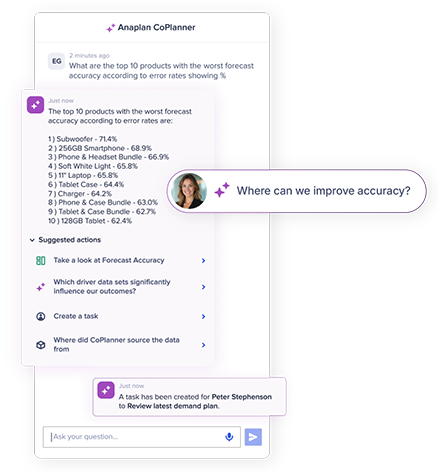 Anaplan CoPlanner
EG
2 minutes ago
What are the top 10 products with the worst forecast
accuracy according to error rates showing %
Just now
The top 10 products with the worst forecast
accuracy according to error rates are:
1 ) Subwoofer - 71.4%
2 ) 256GB Smartphone - 68.9%
3 ) Phone & Headset Bundle - 66.9%
4 ) Soft White Light - 65.8%
5 ) 11" Laptop - 65.8%
6 ) Tablet Case - 64.4%
7 ) Charger - 64.2%
8 ) Phone & Case Bundle - 63.0%
9 ) Tablet & Case Bundle - 62.7%
10 ) 128GB Tablet - 62.4%
Where can we improve accuracy?
Suggested actions
Take a look at Forecast Accuracy
Which driver data sets significantly
influence our outcomes?
Create a task
Where did CoPlanner source the data
from
Just now
A task has been created for Peter Stephenson
to Review latest demand plan.
Ask your question...